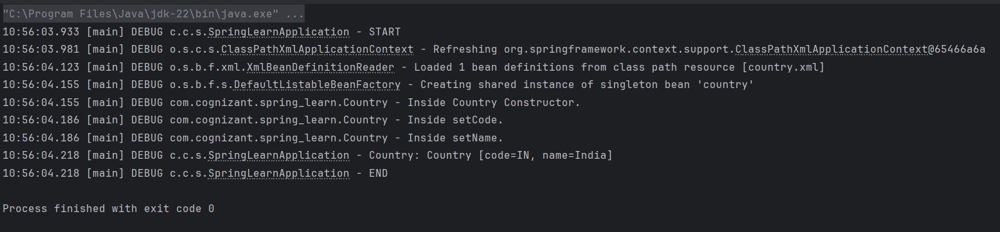 "C:\Program Files\Java\jdk-22\bin\java.exe" ...
10:56:03.933 [main] DEBUG c.c.s.SpringLearnApplication - START
10:56:03.981 [main] DEBUG o.s.c.s.ClassPathXmlApplicationContext - Refreshing org.springframework.context.support.ClassPathXmlApplicationContext@65466a6a
10:56:04.123 [main] DEBUG o.s.b.f.xml.XmlBeanDefinitionReader - Loaded 1 bean definitions from class path resource [country.xml]
10:56:04.155 [main] DEBUG o.s.b.f.s.DefaultListableBeanFactory - Creating shared instance of singleton bean 'country'
10:56:04.155 [main] DEBUG com.cognizant.spring_learn.Country - Inside Country Constructor.
10:56:04.186 [main] DEBUG com.cognizant.spring_learn.Country - Inside setCode.
10:56:04.186 [main] DEBUG com.cognizant.spring_learn.Country - Inside setName.
10:56:04.218 [main] DEBUG c.c.s.SpringLearnApplication - Country: Country [code=IN, name=India]
10:56:04.218 [main] DEBUG c.c.s.SpringLearnApplication - END
Process finished with exit code 0